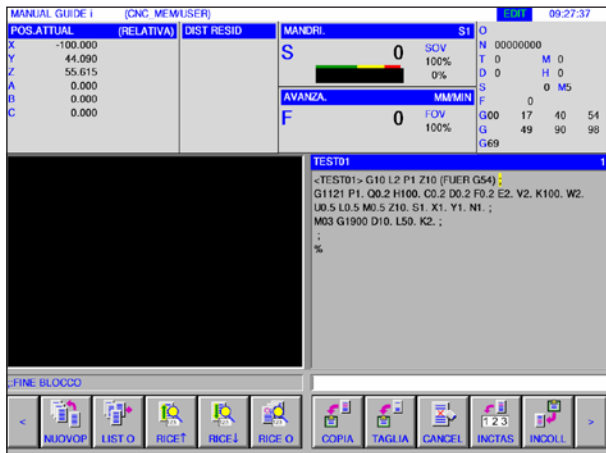 MANUAL GUIDE i (CNC_MEM/USER) EDIT 09:27:37
POS.ATTUAL (RELATIVA) DIST RESID
X -100.000
Y 44.090
Z 55.615
A 0.000
B 0.000
C 0.000
MANDRI. S1
S 0 SOV
100%
0%
AVANZA. MM/MIN
F 0 FOV
100%
O
N 00000000
T 0 M 0
D 0 H 0
S 0 M5
F 0
G00 17 40 54
G 49 90 98
G69
TEST01 1
<TEST01> G10 L2 P1 Z10 (FUER G54) ;
G1121 P1. Q0.2 H100. C0.2 D0.2 F0.2 E2. V2. K100. W2.
U0.5 L0.5 M0.5 Z10. S1. X1. Y1. N1. ;
M03 G1900 D10. L50. K2. ;
;
%
;:FINE BLOCCO
< NUOVOP LIST O RICE↑ RICE↓ RICE O COPIA TAGLIA CANCEL INCTAS INCOLL >